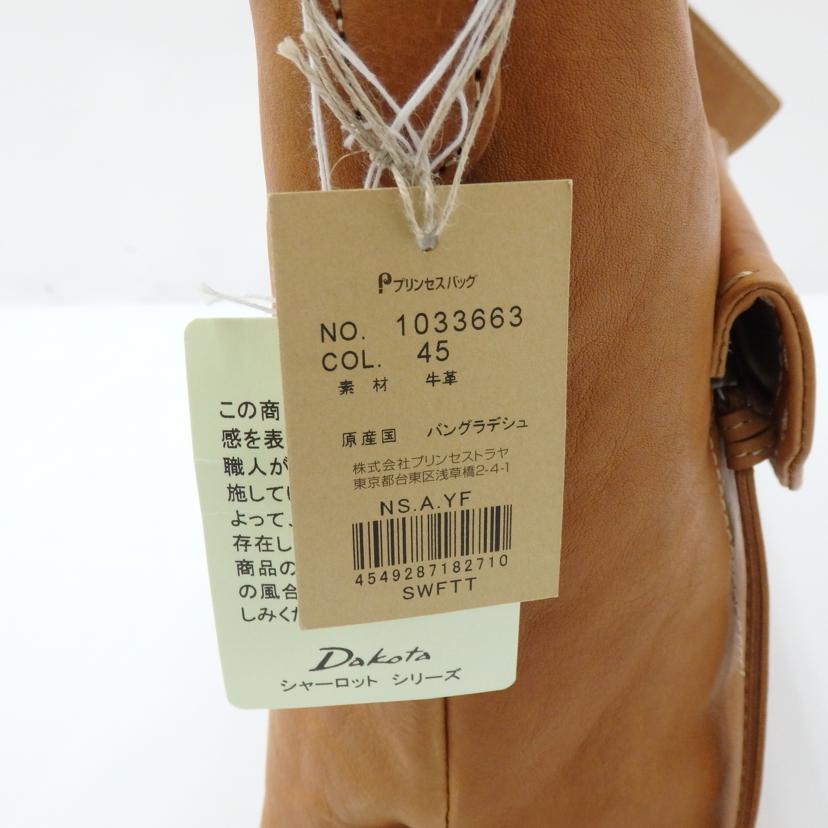 プリンセスバッグ
NO. 1033663
COL. 45
素材 牛革
原産国 バングラデシュ
株式会社プリンセストラヤ
東京都台東区浅草橋2-4-1
NS.A.YF
4549287182710
SWFTT
この商
感を表
職人が
施してい
よって、
存在し
商品の
の風合
しみくだ
Dakota
シャーロット シリーズ